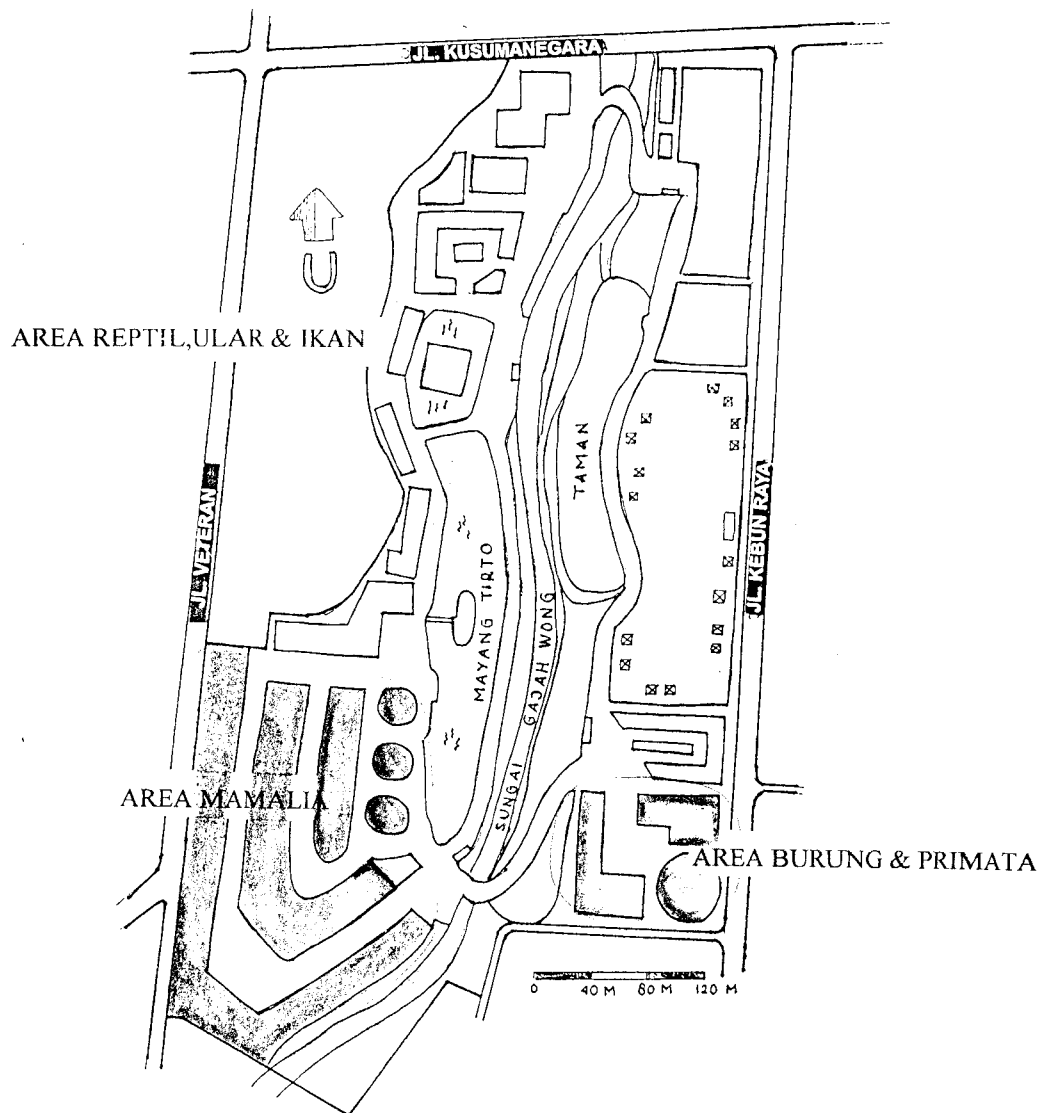 JL. KUSUMANEGARA
U
AREA REPTIL,ULAR & IKAN
TAMAN
JL. VETERAN
JL. KEBUN RAYA
MAYANG TIRTO
SUNGAI GAJAH WONG
AREA MAMALIA
AREA BURUNG & PRIMATA
0 40 M 80 M 120 M